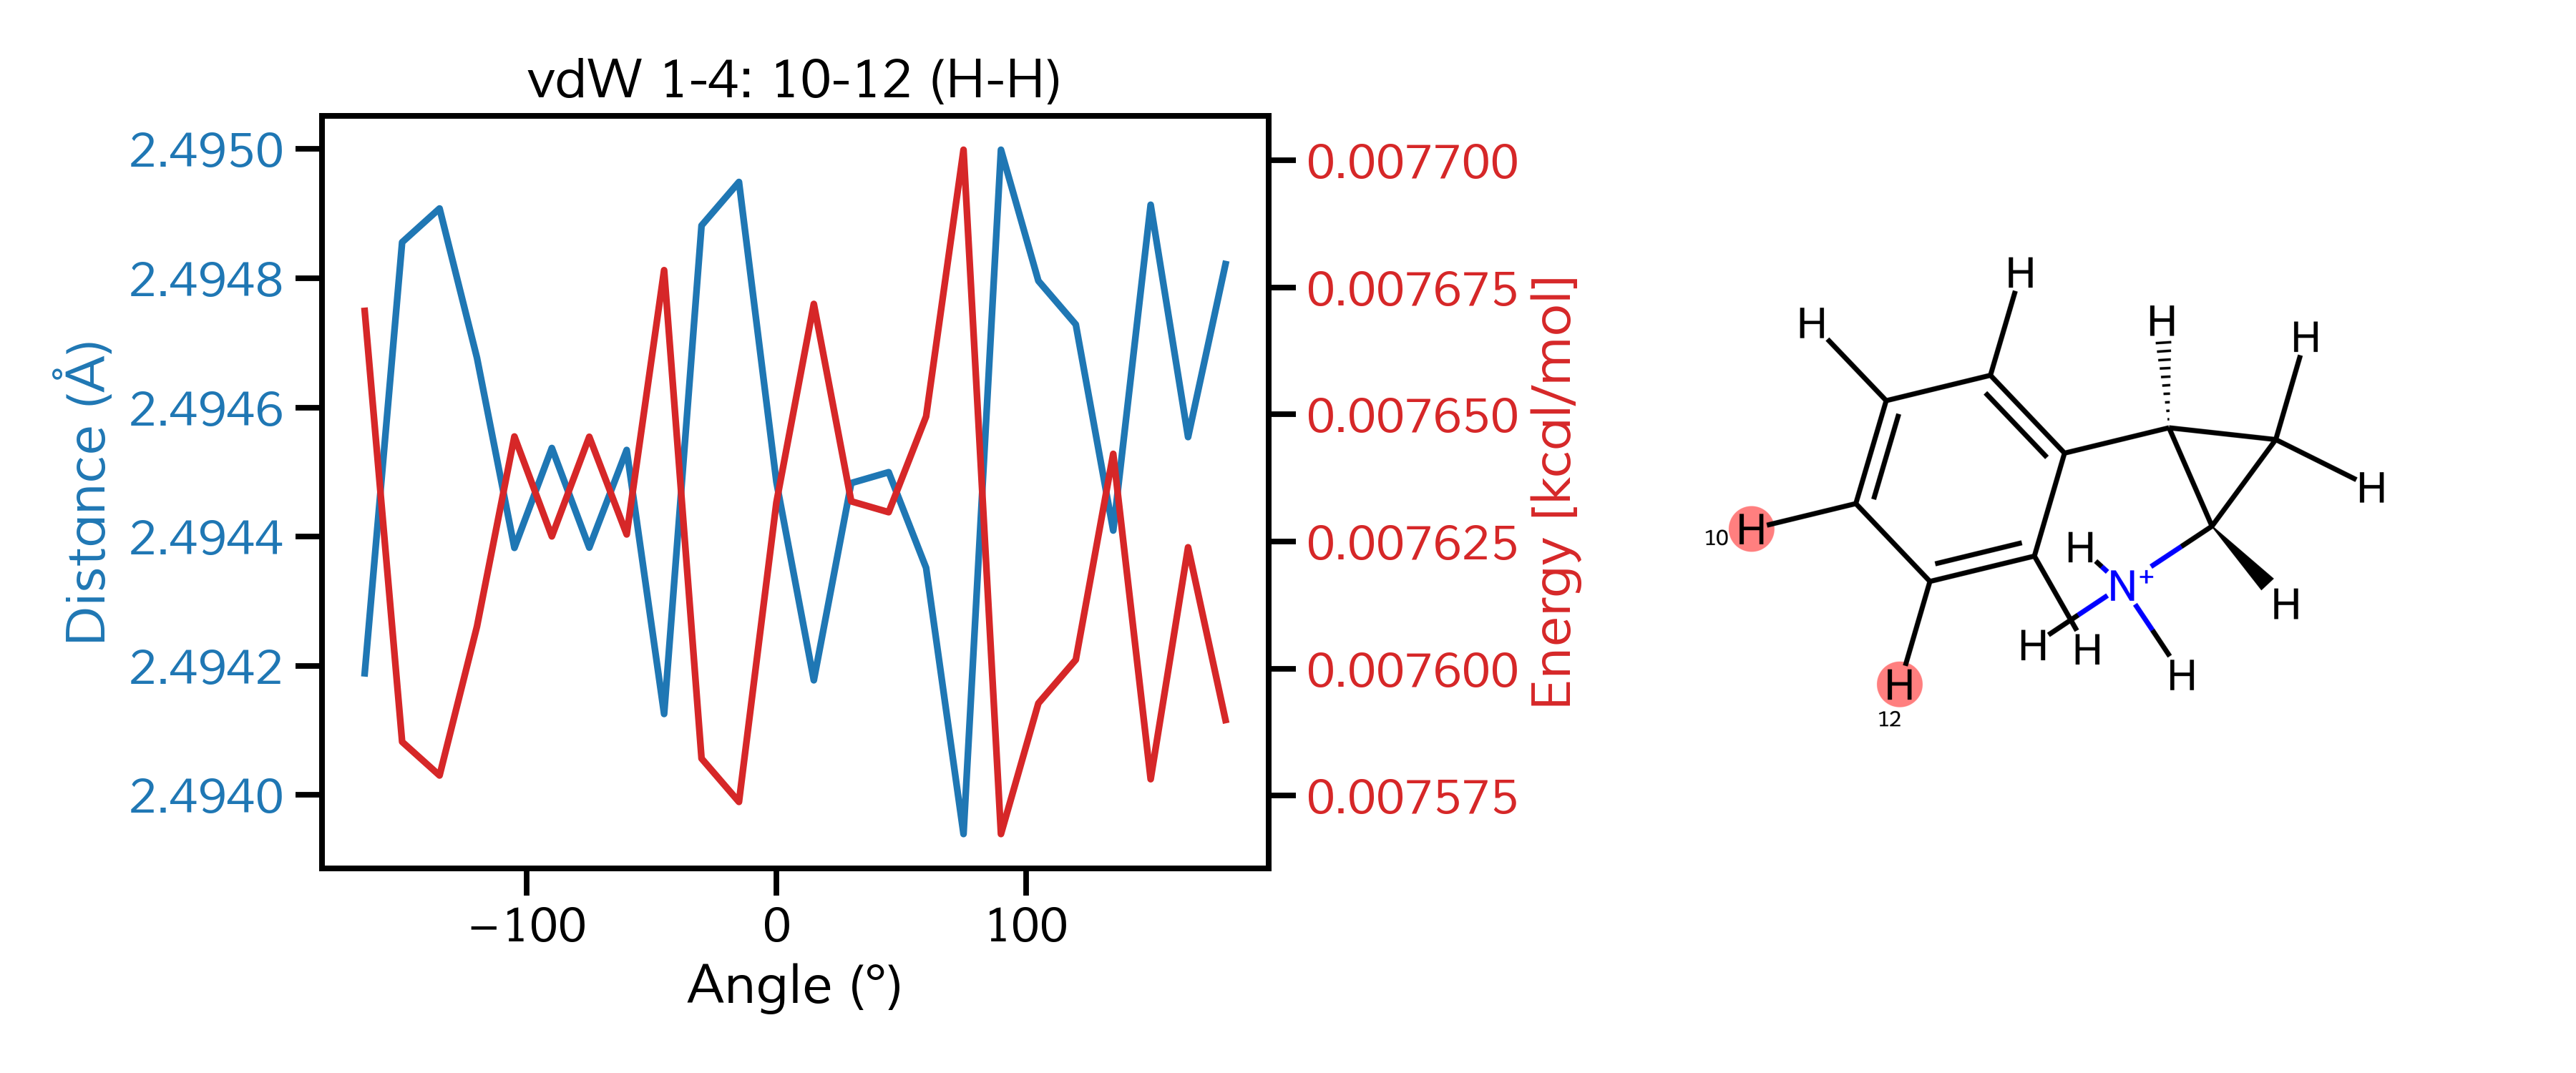 vdW 1-4: 10-12 (H-H)
Distance (Å)
2.4950
2.4948
2.4946
2.4944
2.4942
2.4940
−100
0
100
Angle (°)
0.007700
0.007675
0.007650
0.007625
0.007600
0.007575
Energy [kcal/mol]
H
H
H
H
H
10
H
H
H
N+
H
H
H
H
H
12